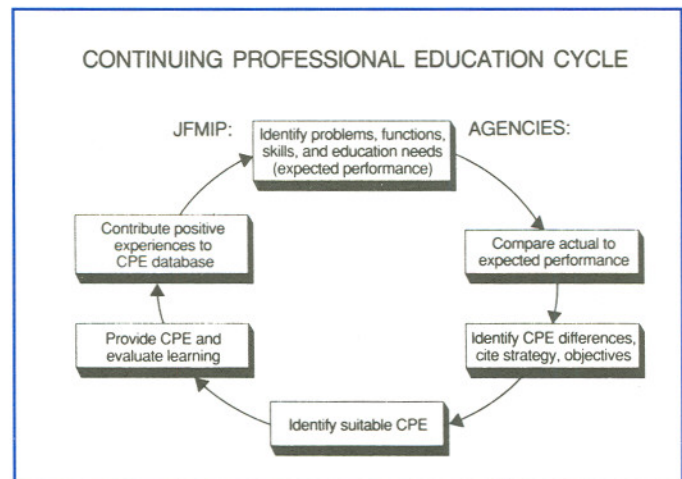 CONTINUING PROFESSIONAL EDUCATION CYCLE
JFMIP:
Identify problems, functions,
skills, and education needs
(expected performance)
AGENCIES:
Compare actual to
expected performance
Identify CPE differences,
cite strategy, objectives
Identify suitable CPE
Provide CPE and
evaluate learning
Contribute positive
experiences to
CPE database